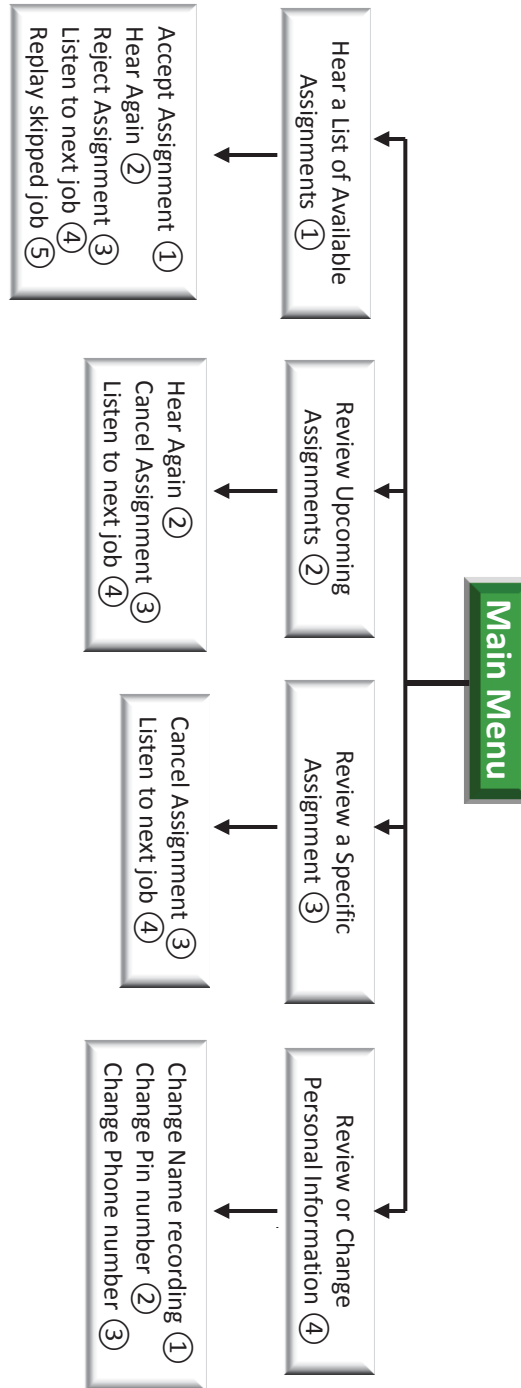 Main Menu
Hear a List of Available
Assignments ①
Accept Assignment ①
Hear Again ②
Reject Assignment ③
Listen to next job ④
Replay skipped job ⑤
Review Upcoming
Assignments ②
Hear Again ②
Cancel Assignment ③
Listen to next job ④
Review a Specific
Assignment ③
Cancel Assignment ③
Listen to next job ④
Review or Change
Personal Information ④
Change Name recording ①
Change Pin number ②
Change Phone number ③